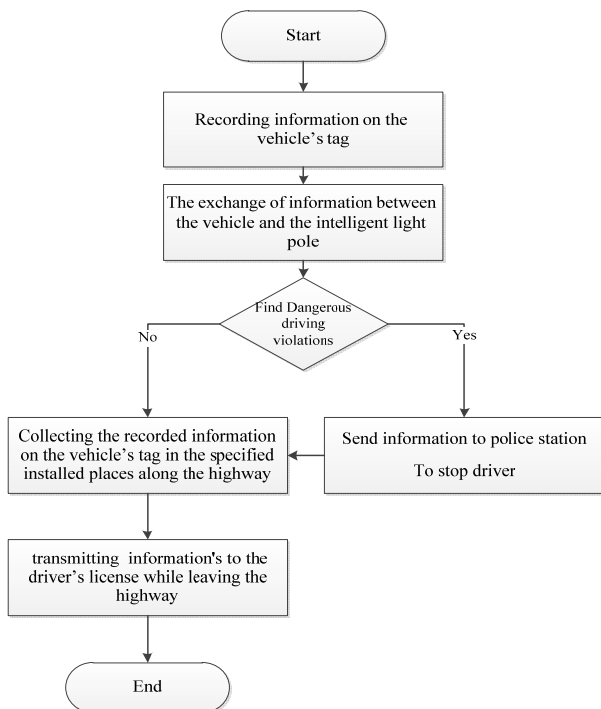 Start
Recording information on the
vehicle's tag
The exchange of information between
the vehicle and the intelligent light
pole
Find Dangerous
driving
violations
No
Yes
Collecting the recorded information
on the vehicle's tag in the specified
installed places along the highway
Send information to police station
To stop driver
transmitting information's to the
driver's license while leaving the
highway
End